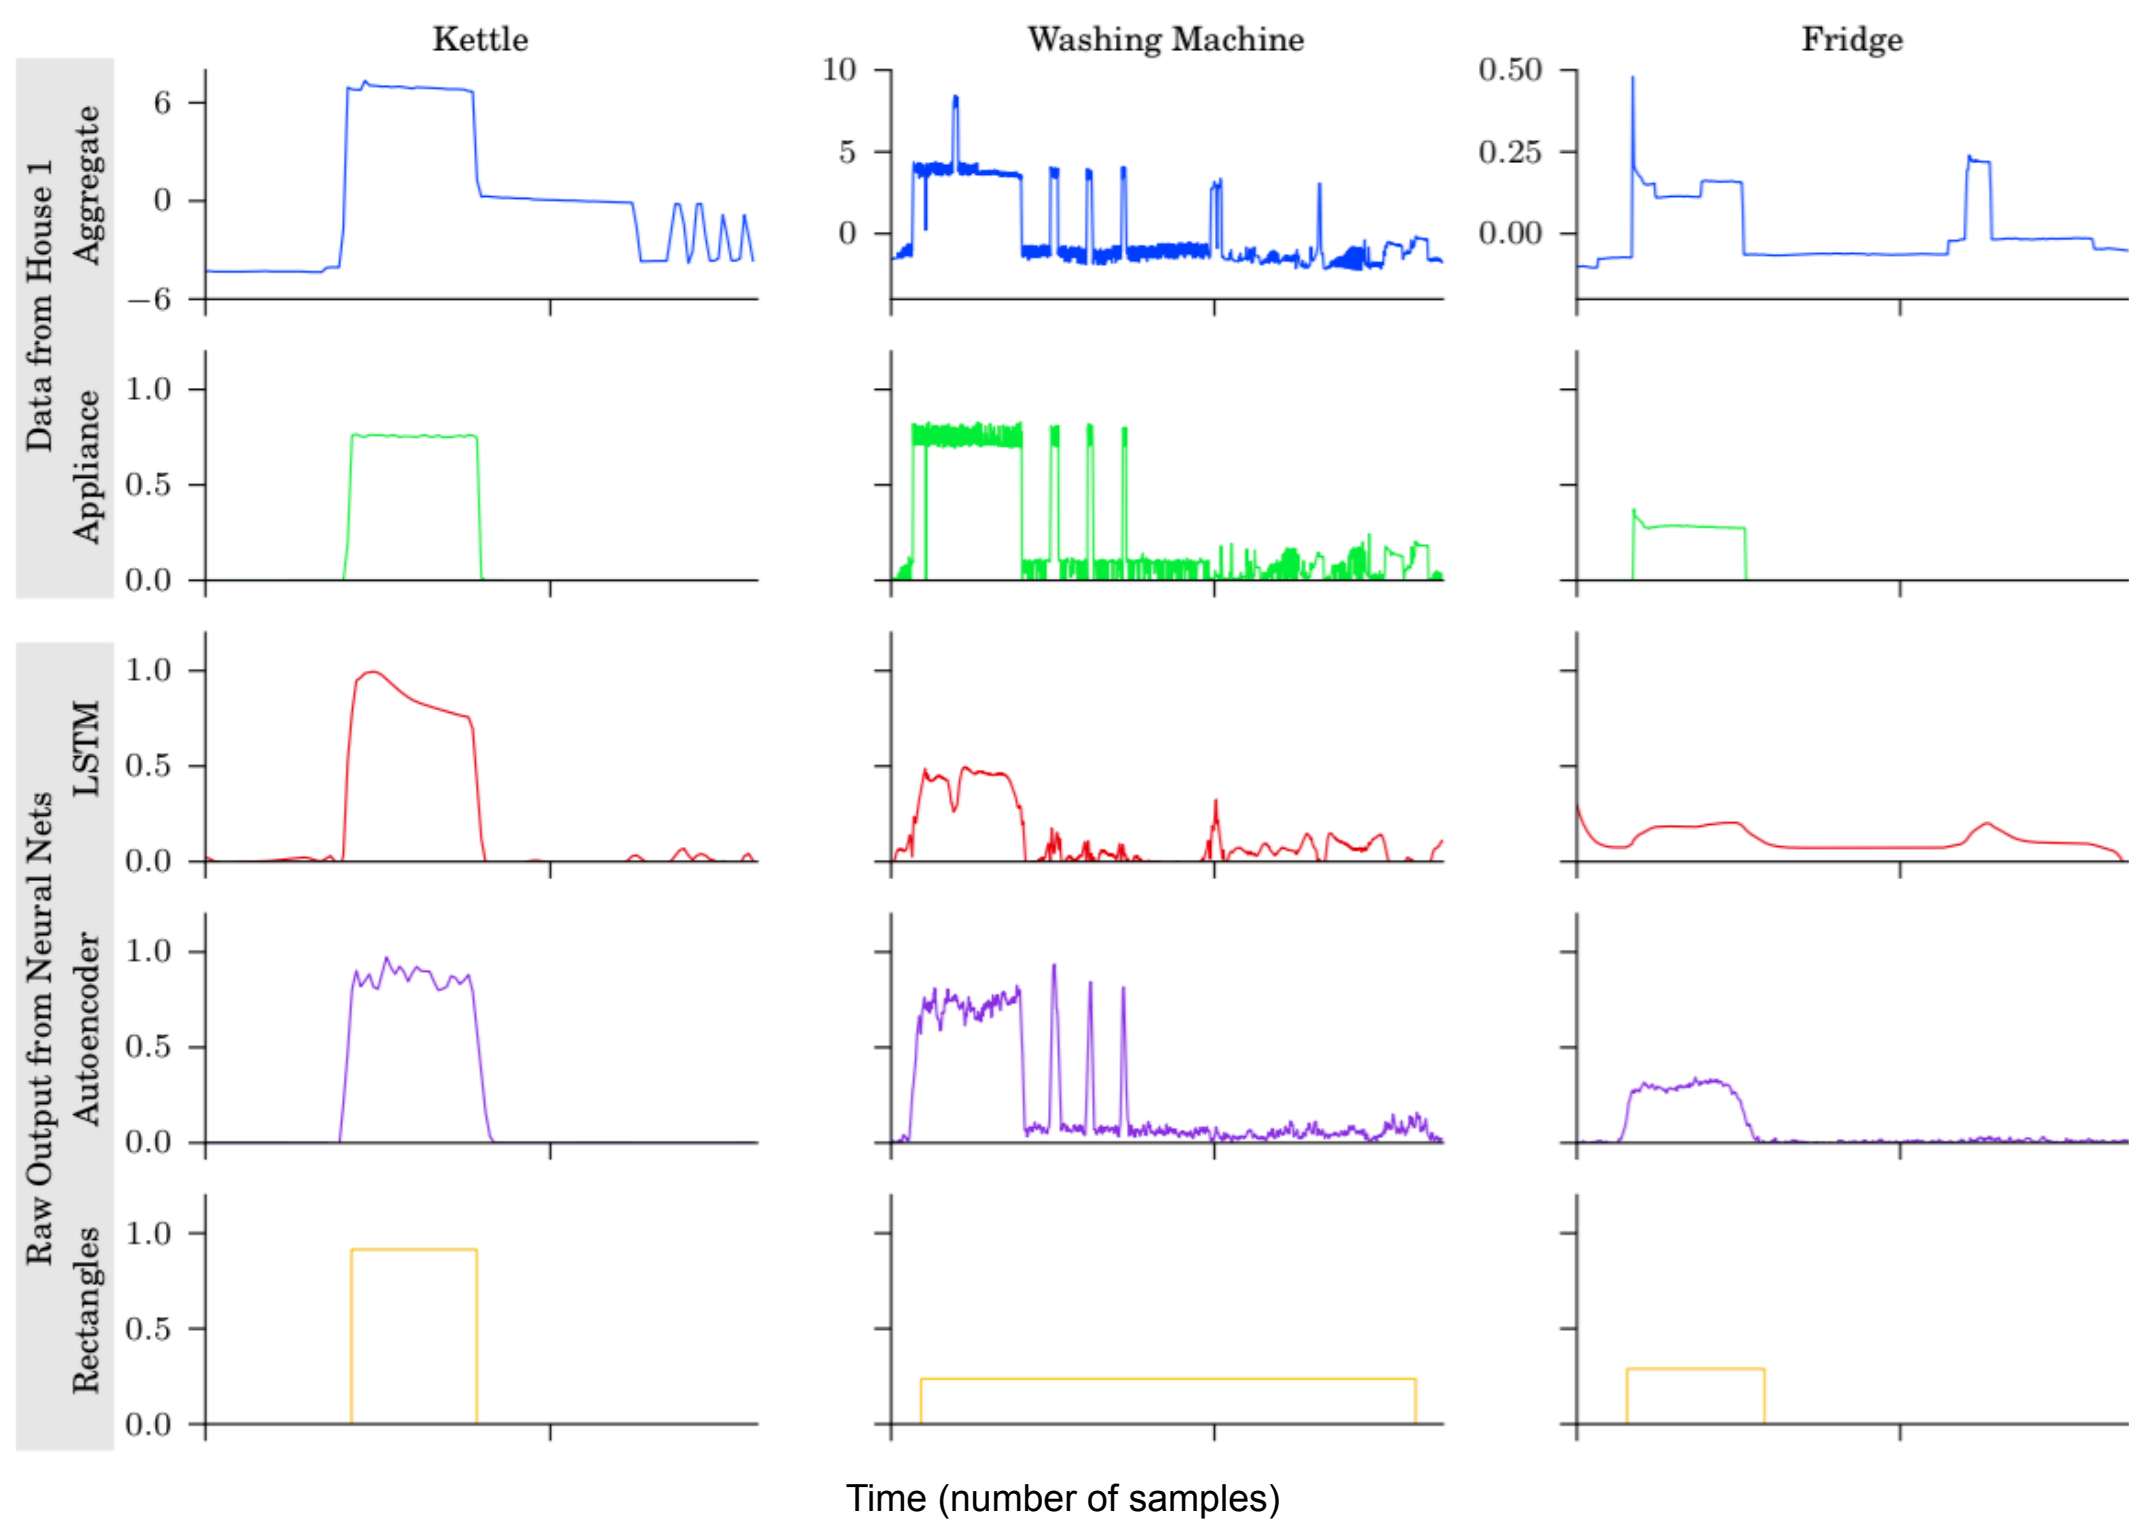 Kettle
Washing Machine
Fridge
Data from House 1
Aggregate
6
0
−6
10
5
0
0.50
0.25
0.00
Appliance
1.0
0.5
0.0
Raw Output from Neural Nets
LSTM
1.0
0.5
0.0
Autoencoder
1.0
0.5
0.0
Rectangles
1.0
0.5
0.0
Time (number of samples)